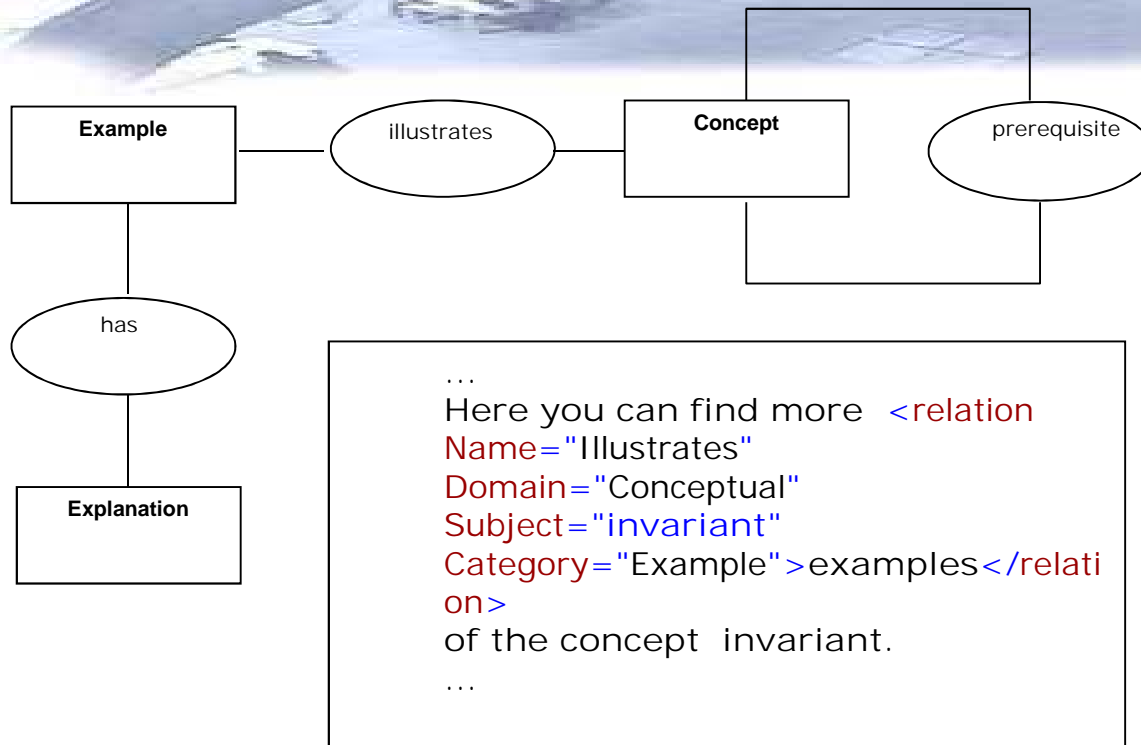 Example
illustrates
Concept
prerequisite
has
Explanation
...
Here you can find more <relation
Name="Illustrates"
Domain="Conceptual"
Subject="invariant"
Category="Example">examples</relati
on>
of the concept invariant.
...